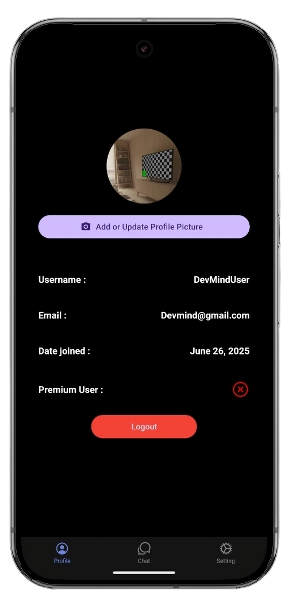 Add or Update Profile Picture
Username : DevMindUser
Email : Devmind@gmail.com
Date joined : June 26, 2025
Premium User :
Logout
Profile Chat Setting